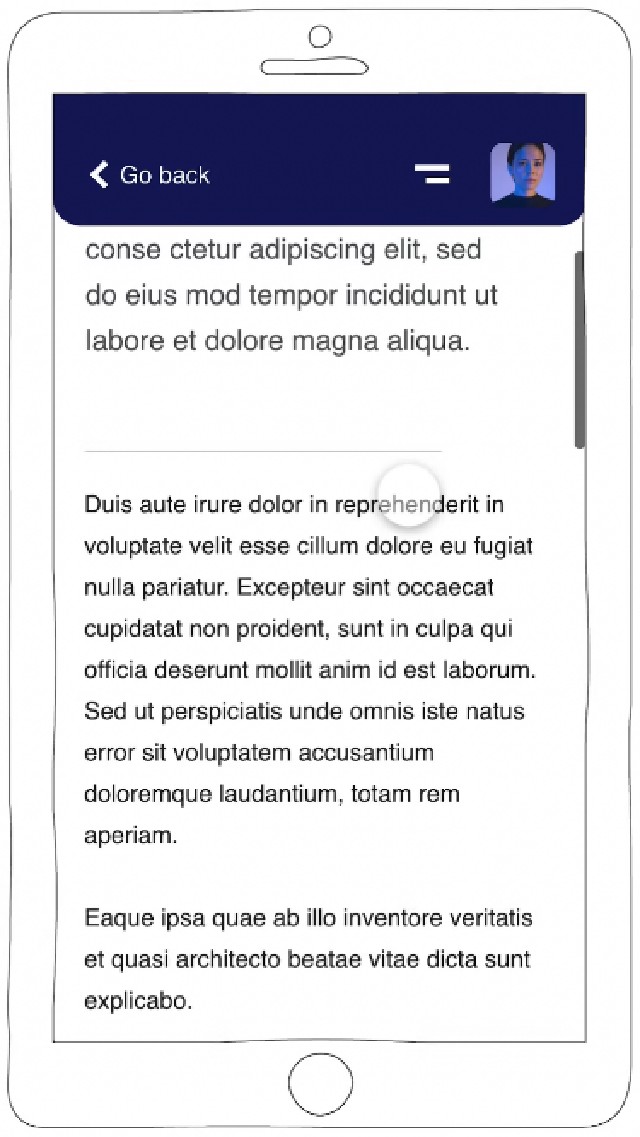 Go back
conse ctetur adipiscing elit, sed
do eius mod tempor incididunt ut
labore et dolore magna aliqua.
Duis aute irure dolor in reprehenderit in
voluptate velit esse cillum dolore eu fugiat
nulla pariatur. Excepteur sint occaecat
cupidatat non proident, sunt in culpa qui
officia deserunt mollit anim id est laborum.
Sed ut perspiciatis unde omnis iste natus
error sit voluptatem accusantium
doloremque laudantium, totam rem
aperiam.
Eaque ipsa quae ab illo inventore veritatis
et quasi architecto beatae vitae dicta sunt
explicabo.